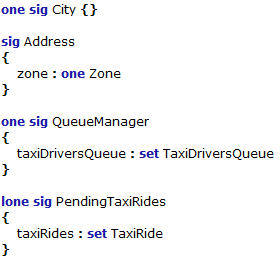 one sig City {}
sig Address
{
zone : one Zone
}
one sig QueueManager
{
taxiDriversQueue : set TaxiDriversQueue
}
lone sig PendingTaxiRides
{
taxiRides : set TaxiRide
}